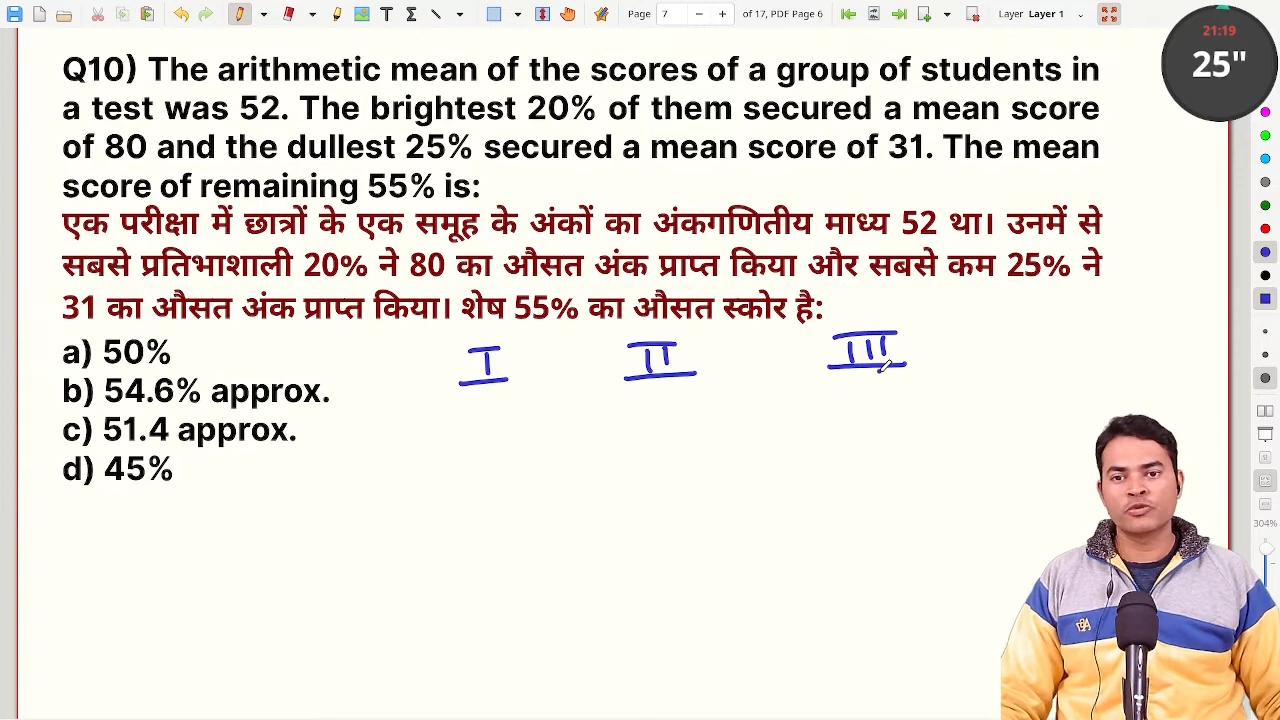 Page 7 of 17, PDF Page 6 Layer Layer 1
21:19
25"
Q10) The arithmetic mean of the scores of a group of students in
a test was 52. The brightest 20% of them secured a mean score
of 80 and the dullest 25% secured a mean score of 31. The mean
score of remaining 55% is:
एक परीक्षा में छात्रों के एक समूह के अंकों का अंकगणितीय माध्य 52 था। उनमें से
सबसे प्रतिभाशाली 20% ने 80 का औसत अंक प्राप्त किया और सबसे कम 25% ने
31 का औसत अंक प्राप्त किया। शेष 55% का औसत स्कोर है:
a) 50%
I II III
b) 54.6% approx.
c) 51.4 approx.
d) 45%
304%